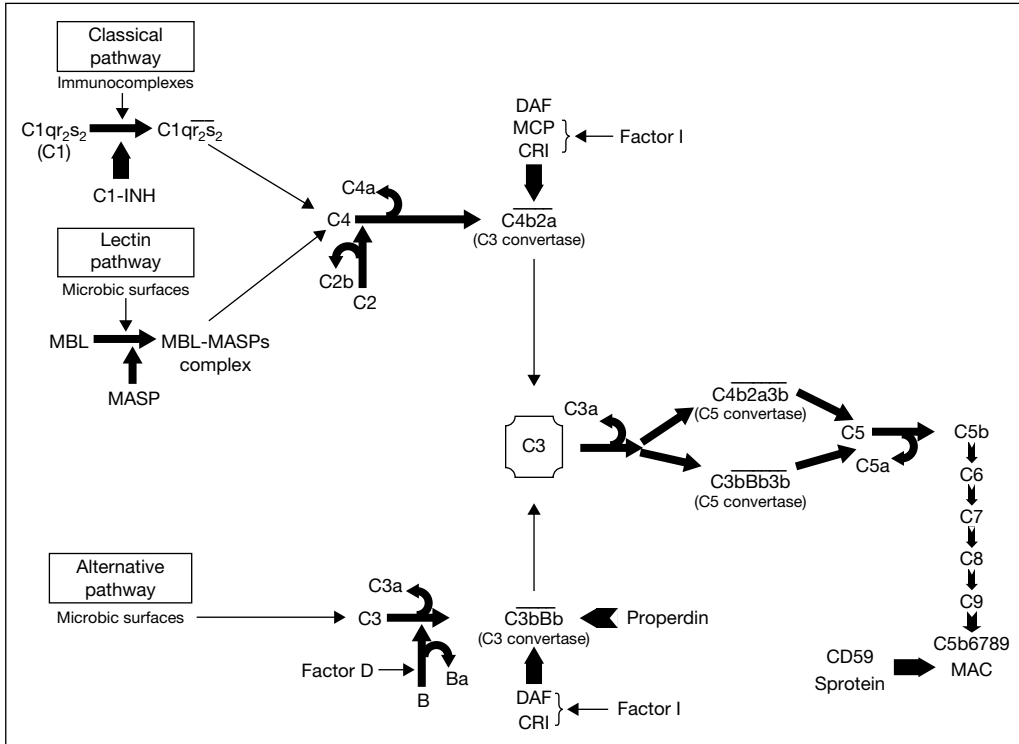 Classical
pathway
Immunocomplexes
C1qr₂s₂
(C1)
C1qr̅₂̅s̅₂
C1-INH
Lectin
pathway
Microbic surfaces
MBL
MBL-MASPs
complex
MASP
C4a
C4
C2b
C2
DAF
MCP
CRI
Factor I
C4b2a
(C3 convertase)
C3
C3a
C4b2a3b
(C5 convertase)
C3bBb3b
(C5 convertase)
C5
C5a
C5b
C6
C7
C8
C9
C5b6789
MAC
CD59
Sprotein
Alternative
pathway
Microbic surfaces
C3a
C3
Factor D
B
Ba
C3bBb
(C3 convertase)
Properdin
DAF
CRI
Factor I